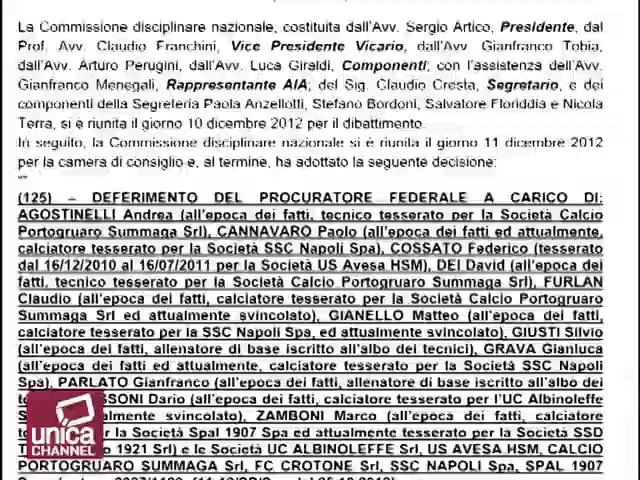 La Commissione disciplinare nazionale, costituita dall'Avv. Sergio Artico, Presidente, dal
Prof. Avv. Claudio Franchini, Vice Presidente Vicario, dall'Avv. Gianfranco Tobia,
dall'Avv. Arturo Perugini, dall'Avv. Luca Giraldi, Componenti; con l'assistenza dell'Avv.
Gianfranco Menegali, Rappresentante AIA; del Sig. Claudio Cresta, Segretario, e dei
componenti della Segreteria Paola Anzellotti, Stefano Bordoni, Salvatore Floriddia e Nicola
Terra, si è riunita il giorno 10 dicembre 2012 per il dibattimento.
In seguito, la Commissione disciplinare nazionale si è riunita il giorno 11 dicembre 2012
per la camera di consiglio e, al termine, ha adottato la seguente decisione:
""
(125) – DEFERIMENTO DEL PROCURATORE FEDERALE A CARICO DI:
AGOSTINELLI Andrea (all'epoca dei fatti, tecnico tesserato per la Società Calcio
Portogruaro Summaga Srl), CANNAVARO Paolo (all'epoca dei fatti ed attualmente,
calciatore tesserato per la Società SSC Napoli Spa), COSSATO Federico (tesserato
dal 16/12/2010 al 16/07/2011 per la Società US Avesa HSM), DEI David (all'epoca dei
fatti, tecnico tesserato per la Società Calcio Portogruaro Summaga Srl), FURLAN
Claudio (all'epoca dei fatti, calciatore tesserato per la Società Calcio Portogruaro
Summaga Srl ed attualmente svincolato), GIANELLO Matteo (all'epoca dei fatti,
calciatore tesserato per la SSC Napoli Spa, ed attualmente svincolato), GIUSTI Silvio
(all'epoca dei fatti, allenatore di base iscritto all'albo dei tecnici), GRAVA Gianluca
(all'epoca dei fatti ed attualmente, calciatore tesserato per la Società SSC Napoli
Spa), PARLATO Gianfranco (all'epoca dei fatti, allenatore di base iscritto all'albo dei
SSONI Dario (all'epoca dei fatti, calciatore tesserato per l'UC Albinoleffe
almente svincolato), ZAMBONI Marco (all'epoca dei fatti, calciatore
r la Società Spal 1907 Spa ed attualmente tesserato per la Società SSD
1921 Srl) e le Società UC ALBINOLEFFE Srl, US AVESA HSM, CALCIO
PORTOGRUARO SUMMAGA Srl, FC CROTONE Srl, SSC NAPOLI Spa, SPAL 1907
unica
CHANNEL